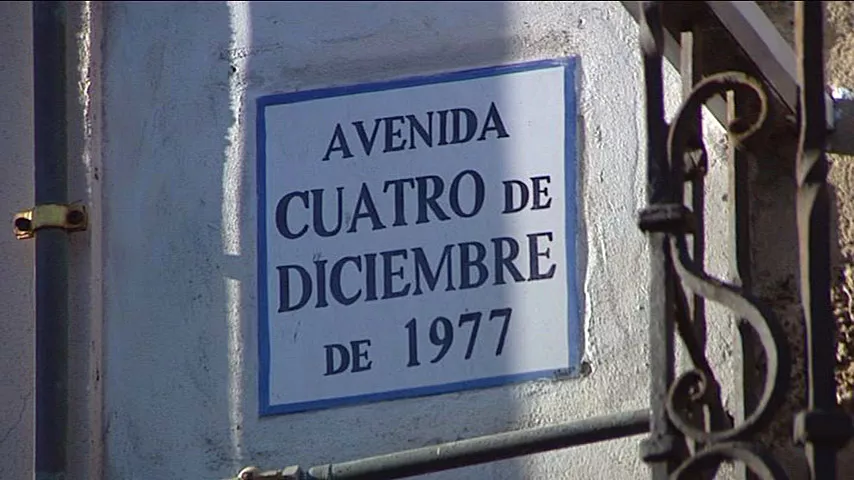 AVENIDA
CUATRO DE
DICIEMBRE
DE 1977